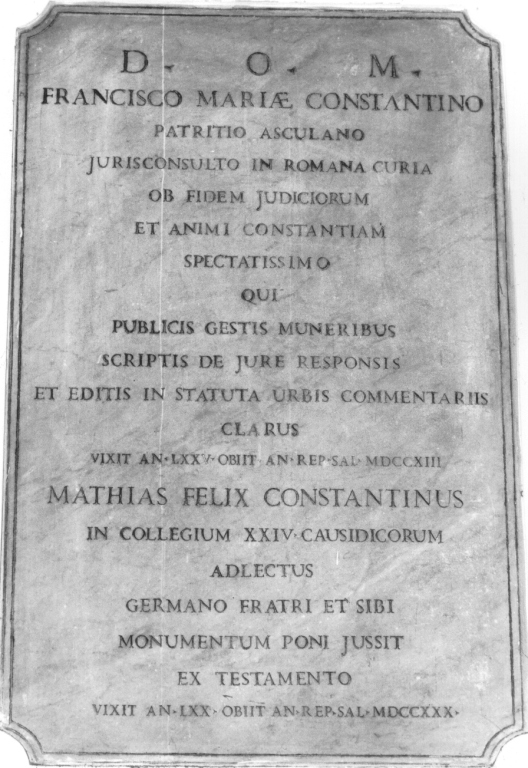 D. O. M.
FRANCISCO MARIÆ CONSTANTINO
PATRITIO ASCULANO
JURISCONSULTO IN ROMANA CURIA
OB FIDEM JUDICIORUM
ET ANIMI CONSTANTIAM
SPECTATISSIMO
QUI
PUBLICIS GESTIS MUNERIBUS
SCRIPTIS DE JURE RESPONSIS
ET EDITIS IN STATUTA URBIS COMMENTARIIS
CLARUS
VIXIT AN·LXXV·OBIIT·AN·REP·SAL·MDCCXIII
MATHIAS FELIX CONSTANTINUS
IN COLLEGIUM XXIV·CAUSIDICORUM
ADLECTUS
GERMANO FRATRI ET SIBI
MONUMENTUM PONI JUSSIT
EX TESTAMENTO
VIXIT AN·LXX·OBIIT AN·REP·SAL·MDCCXXX·